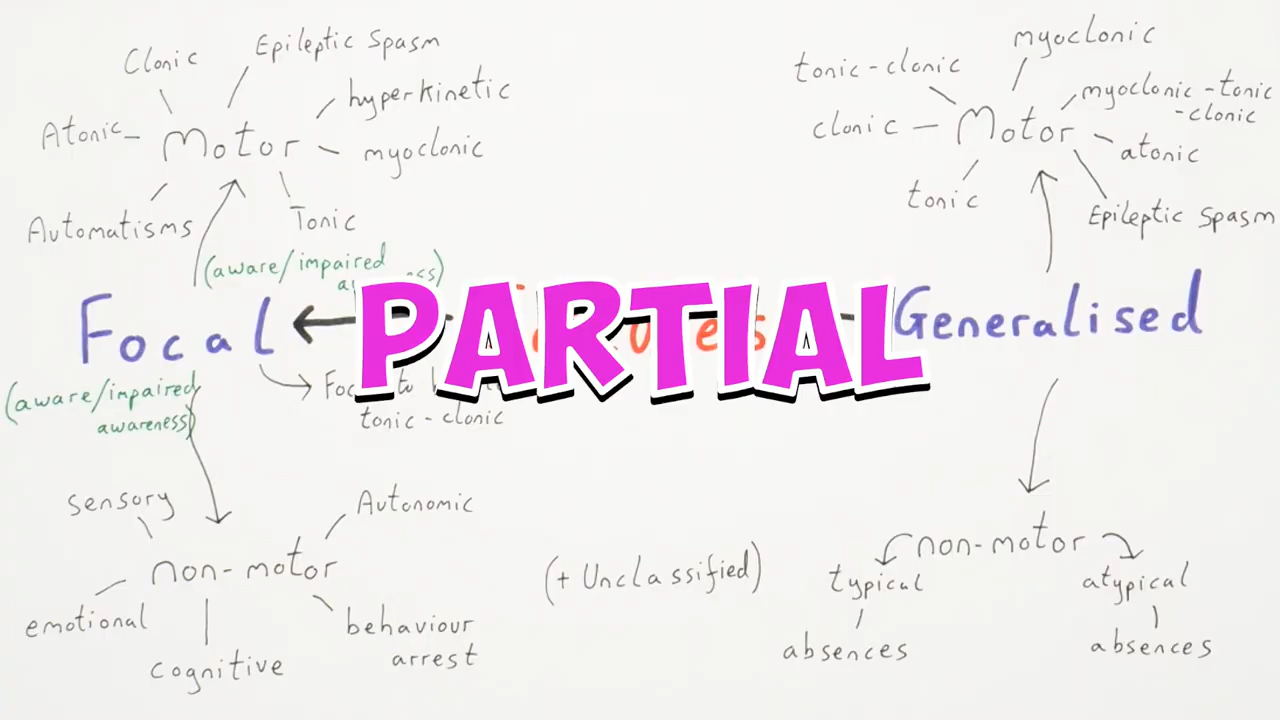 Clonic
Epileptic Spasm
hyperkinetic
Atonic
Motor
myoclonic
Automatisms
Tonic
(aware/impaired
Focal
PARTIAL
tonic-clonic
(aware/impaired
awareness)
sensory
Autonomic
non-motor
emotional
cognitive
behaviour
arrest
(+ Unclassified)
myoclonic
tonic-clonic
myoclonic-tonic
-clonic
clonic
Motor
atonic
tonic
Epileptic Spasm
Generalised
non-motor
typical
atypical
absences
absences